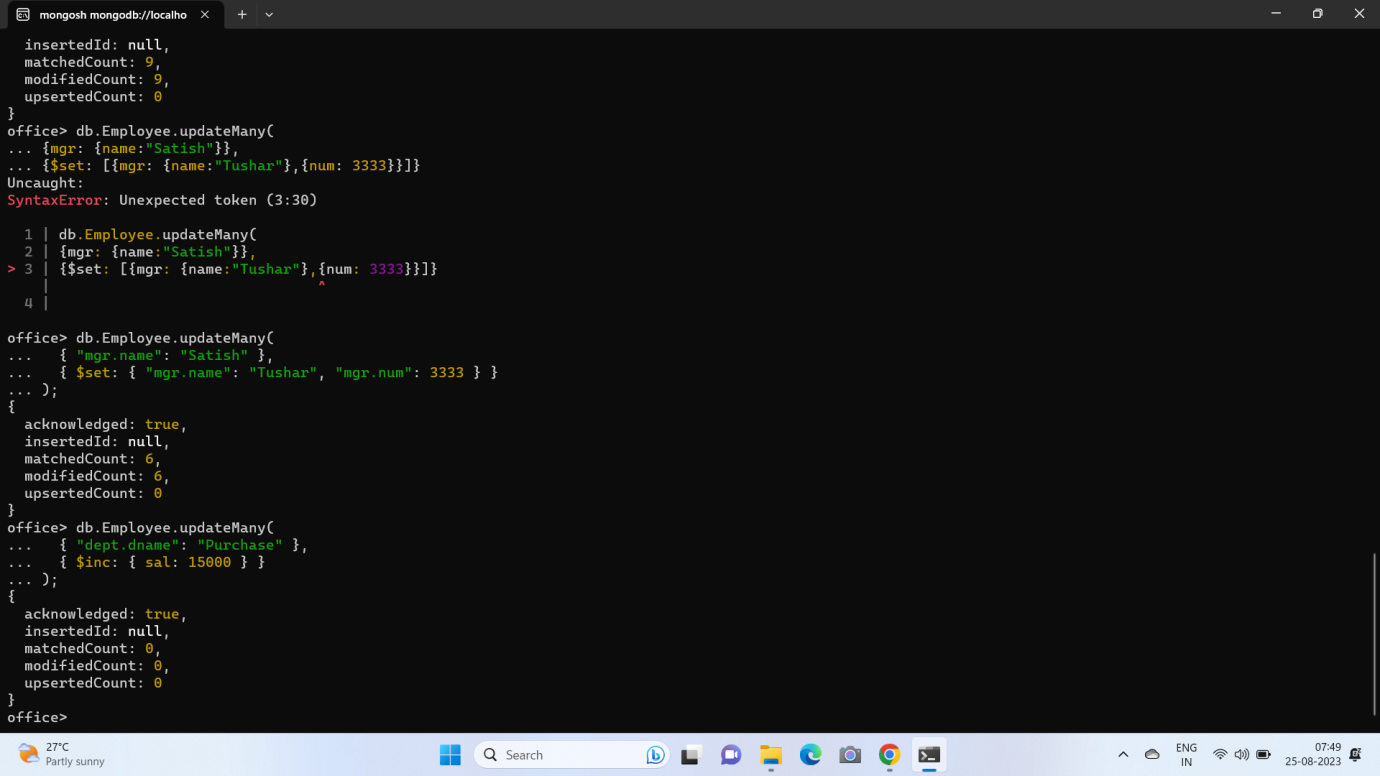 mongosh mongodb://localho
insertedId: null,
matchedCount: 9,
modifiedCount: 9,
upsertedCount: 0
}
office> db.Employee.updateMany(
... {mgr: {name:"Satish"}},
... {$set: [{mgr: {name:"Tushar"},{num: 3333}}]}
Uncaught:
SyntaxError: Unexpected token (3:30)
1 | db.Employee.updateMany(
2 | {mgr: {name:"Satish"}},
> 3 | {$set: [{mgr: {name:"Tushar"},{num: 3333}}]}
| ^
4 |
office> db.Employee.updateMany(
... { "mgr.name": "Satish" },
... { $set: { "mgr.name": "Tushar", "mgr.num": 3333 } }
... );
{
acknowledged: true,
insertedId: null,
matchedCount: 6,
modifiedCount: 6,
upsertedCount: 0
}
office> db.Employee.updateMany(
... { "dept.dname": "Purchase" },
... { $inc: { sal: 15000 } }
... );
{
acknowledged: true,
insertedId: null,
matchedCount: 0,
modifiedCount: 0,
upsertedCount: 0
}
office>
27°C
Partly sunny
Search
ENG
IN
07:49
25-08-2023